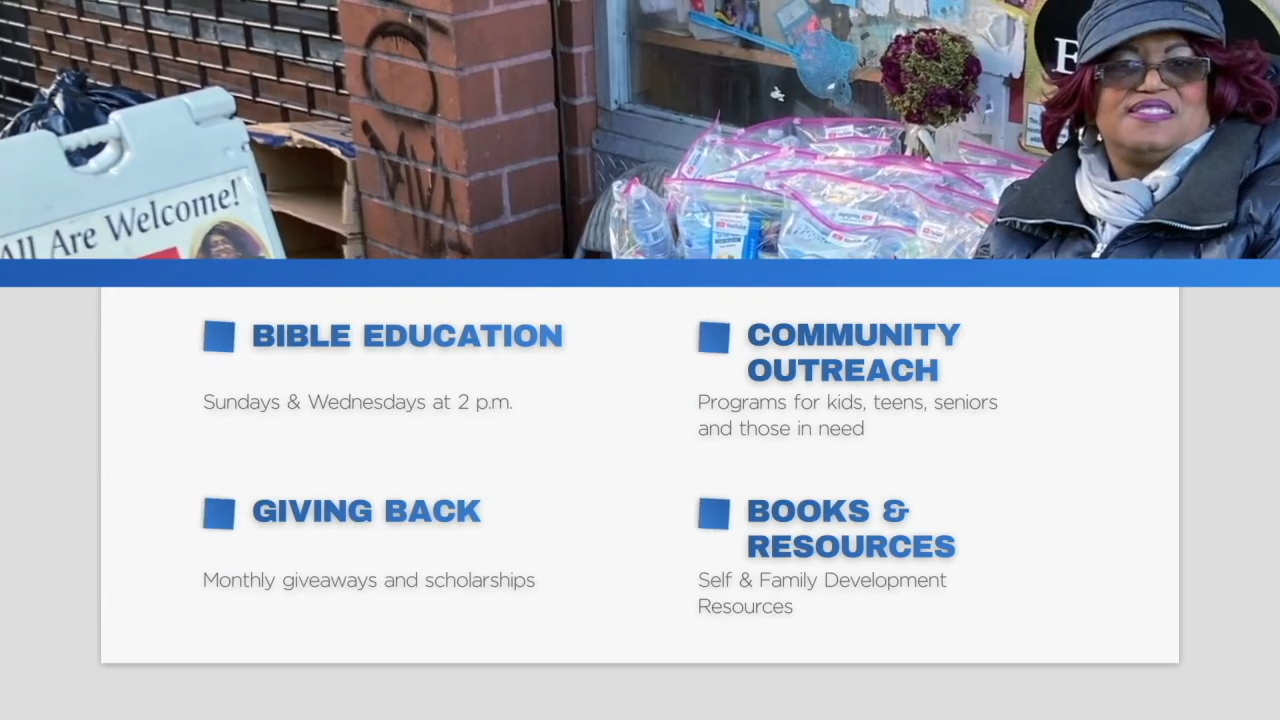 All Are Welcome!
E
BIBLE EDUCATION
Sundays & Wednesdays at 2 p.m.
COMMUNITY
OUTREACH
Programs for kids, teens, seniors
and those in need
GIVING BACK
Monthly giveaways and scholarships
BOOKS &
RESOURCES
Self & Family Development
Resources